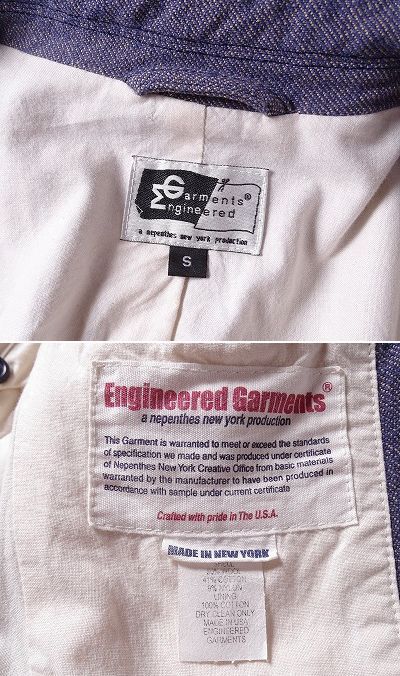 Garments®
Engineered
a nepenthes new york production
S
Engineered Garments®
a nepenthes new york production
This Garment is warranted to meet or exceed the standards
of specification we made and was produced under certificate
of Nepenthes New York Creative Office from basic materials
warranted by the manufacturer to have been produced in
accordance with sample under current certificate
Crafted with pride in The U.S.A.
MADE IN NEW YORK
SHELL
WOOL
41% COTTON
9% NYLON
LINING
100% COTTON
DRY CLEAN ONLY
MADE IN USA
ENGINEERED
GARMENTS